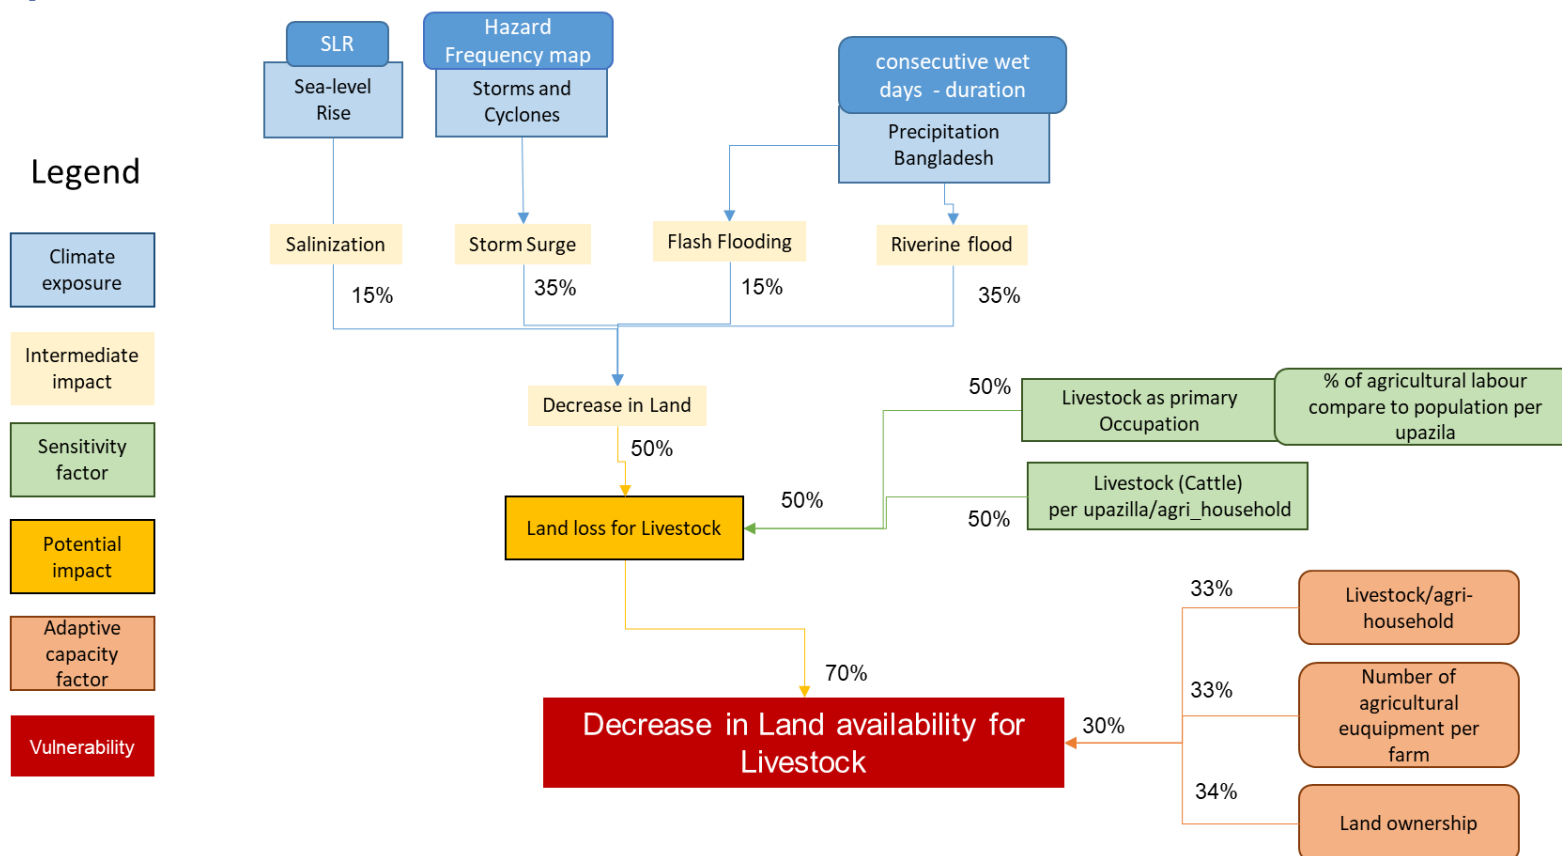 SLR
Sea-level
Rise
Hazard
Frequency map
Storms and
Cyclones
consecutive wet
days - duration
Precipitation
Bangladesh
Legend
Climate
exposure
Intermediate
impact
Sensitivity
factor
Potential
impact
Adaptive
capacity
factor
Vulnerability
Salinization
Storm Surge
Flash Flooding
Riverine flood
15%
35%
15%
35%
Decrease in Land
50%
Land loss for Livestock
50%
50%
Livestock as primary
Occupation
% of agricultural labour
compare to population per
upazila
50%
Livestock (Cattle)
per upazilla/agri_household
70%
Decrease in Land availability for
Livestock
30%
33%
Livestock/agri-
household
33%
Number of
agricultural
euquipment per
farm
34%
Land ownership